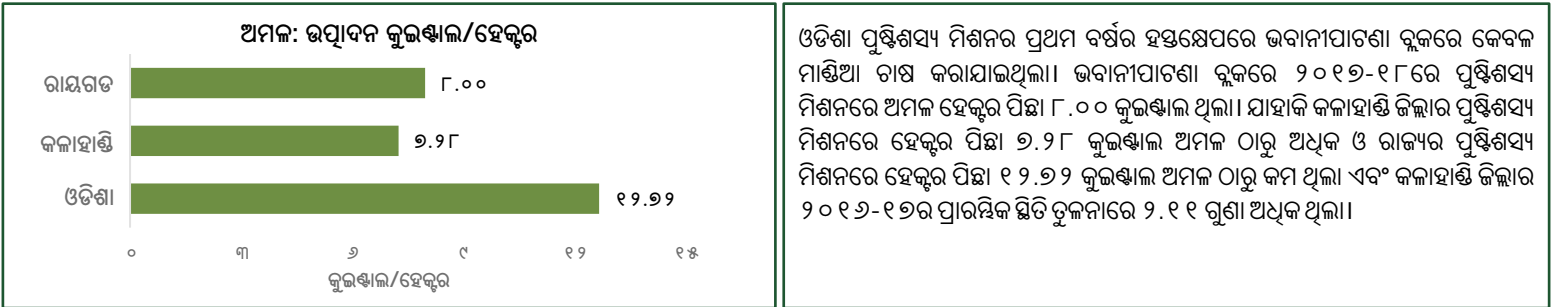 ଅମଳ: ଉତ୍ପାଦନ କୁଇଣ୍ଟାଲ/ହେକ୍ଟର
ରାୟଗଡ ୮.୦୦
କଳାହାଣ୍ଡି ୭.୨୮
ଓଡିଶା ୧୨.୭୨
୦ ୩ ୬ ୯ ୧୨ ୧୫
କୁଇଣ୍ଟାଲ/ହେକ୍ଟର
ଓଡିଶା ପୁଷ୍ଟିଶସ୍ୟ ମିଶନର ପ୍ରଥମ ବର୍ଷର ହସ୍ତକ୍ଷେପରେ ଭବାନୀପାଟଣା ବ୍ଲକରେ କେବଳ
ମାଣ୍ଡିଆ ଚାଷ କରାଯାଇଥିଲା। ଭବାନୀପାଟଣା ବ୍ଲକରେ ୨୦୧୭-୧୮ରେ ପୁଷ୍ଟିଶସ୍ୟ
ମିଶନରେ ଅମଳ ହେକ୍ଟର ପିଛା ୮.୦୦ କୁଇଣ୍ଟାଲ ଥିଲା। ଯାହାକି କଳାହାଣ୍ଡି ଜିଲ୍ଲାର ପୁଷ୍ଟିଶସ୍ୟ
ମିଶନରେ ହେକ୍ଟର ପିଛା ୭.୨୮ କୁଇଣ୍ଟାଲ ଅମଳ ଠାରୁ ଅଧିକ ଓ ରାଜ୍ୟର ପୁଷ୍ଟିଶସ୍ୟ
ମିଶନରେ ହେକ୍ଟର ପିଛା ୧୨.୭୨ କୁଇଣ୍ଟାଲ ଅମଳ ଠାରୁ କମ ଥିଲା ଏବଂ କଳାହାଣ୍ଡି ଜିଲ୍ଲାର
୨୦୧୬-୧୭ର ପ୍ରାରମ୍ଭିକ ସ୍ଥିତି ତୁଳନାରେ ୨.୧୧ ଗୁଣା ଅଧିକ ଥିଲା।